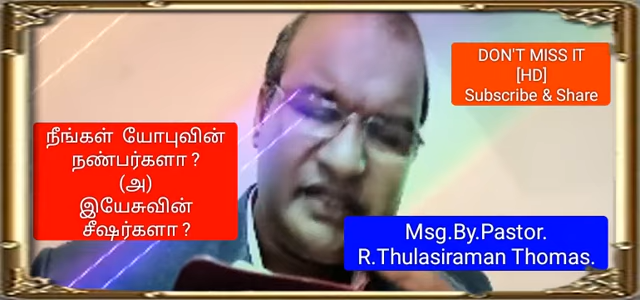 DON'T MISS IT
[HD]
Subscribe & Share
நீங்கள் யோபுவின்
நண்பர்களா ?
(அ)
இயேசுவின்
சீஷர்களா ?
Msg.By.Pastor.
R.Thulasiraman Thomas.